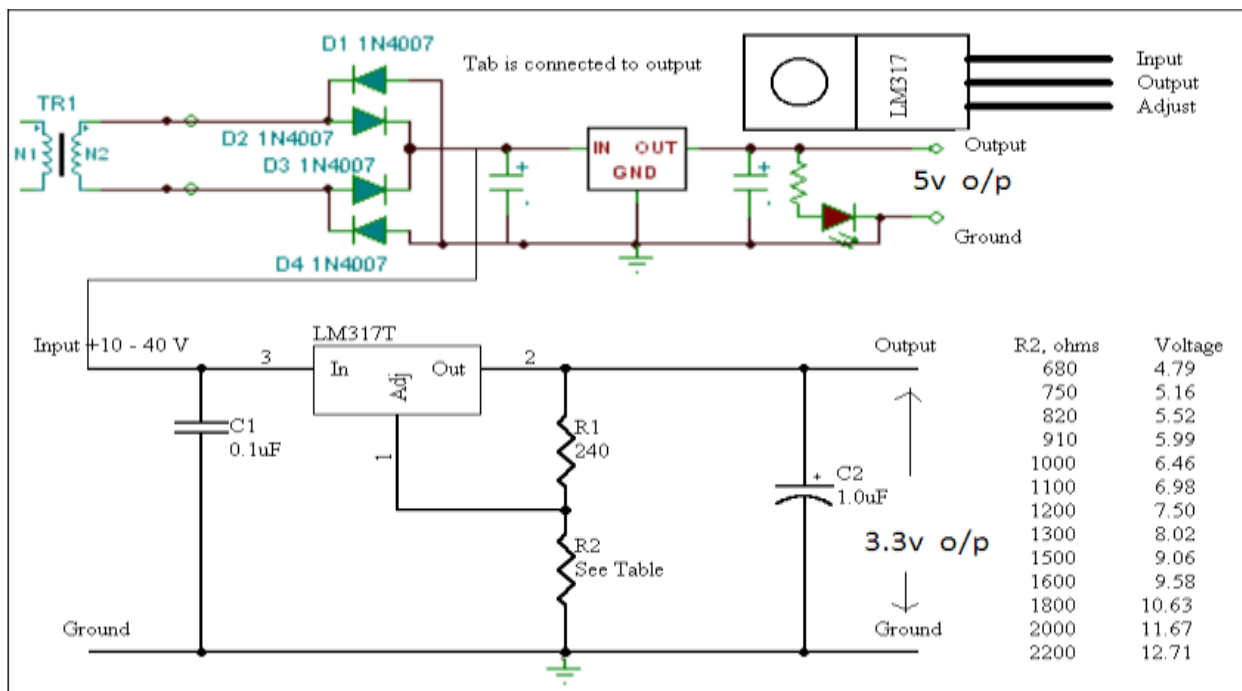 D1 1N4007
Tab is connected to output
LM317
Input
Output
Adjust
TR1
N1
N2
D2 1N4007
D3 1N4007
D4 1N4007
+
IN OUT
GND
+
Output
5v o/p
Ground
Input +10 - 40 V
LM317T
3
In
Adj
Out
2
1
C1
0.1uF
R1
240
R2
See Table
+
C2
1.0uF
Output
3.3v o/p
Ground
Ground
R2, ohms Voltage
680 4.79
750 5.16
820 5.52
910 5.99
1000 6.46
1100 6.98
1200 7.50
1300 8.02
1500 9.06
1600 9.58
1800 10.63
2000 11.67
2200 12.71